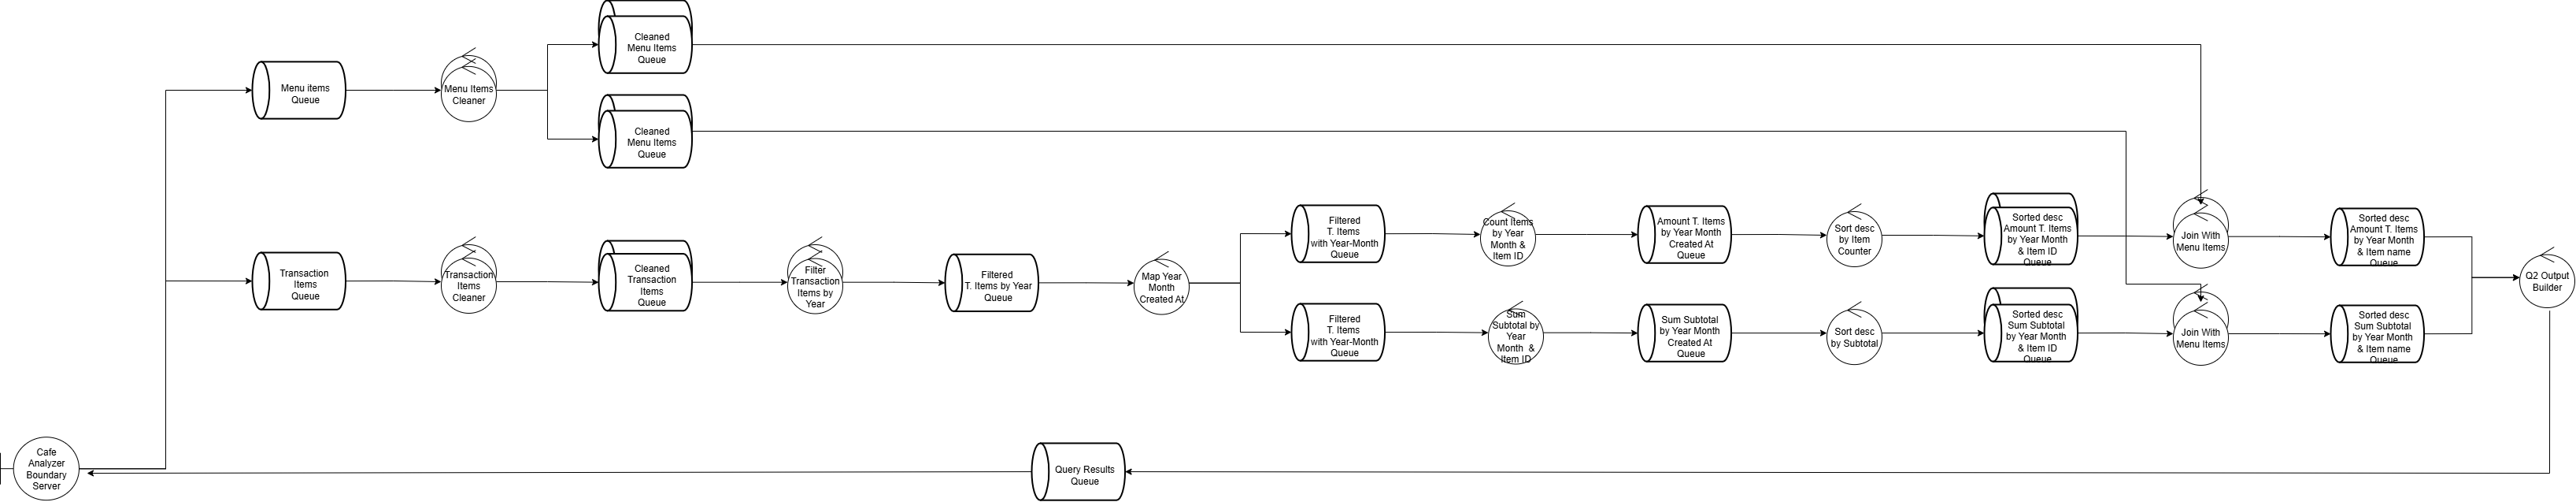 Cleaned
Menu Items
Queue
Menu items
Queue
Menu Items
Cleaner
Cleaned
Menu Items
Queue
Transaction
Items
Queue
Transaction
Items
Cleaner
Cleaned
Transaction
Items
Queue
Filter
Transaction
Items by
Year
Filtered
T. Items by Year
Queue
Map Year
Month
Created At
Filtered
T. Items
with Year-Month
Queue
Count Items
by Year
Month &
Item ID
Amount T. Items
by Year Month
Created At
Queue
Sort desc
by Item
Counter
Sorted desc
Amount T. Items
by Year Month
& Item ID
Queue
Join With
Menu Items
Sorted desc
Amount T. Items
by Year Month
& Item name
Queue
Filtered
T. Items
with Year-Month
Queue
Sum
Subtotal by
Year
Month &
Item ID
Sum Subtotal
by Year Month
Created At
Queue
Sort desc
by Subtotal
Sorted desc
Sum Subtotal
by Year Month
& Item ID
Queue
Join With
Menu Items
Sorted desc
Sum Subtotal
by Year Month
& Item name
Queue
Q2 Output
Builder
Cafe
Analyzer
Boundary
Server
Query Results
Queue